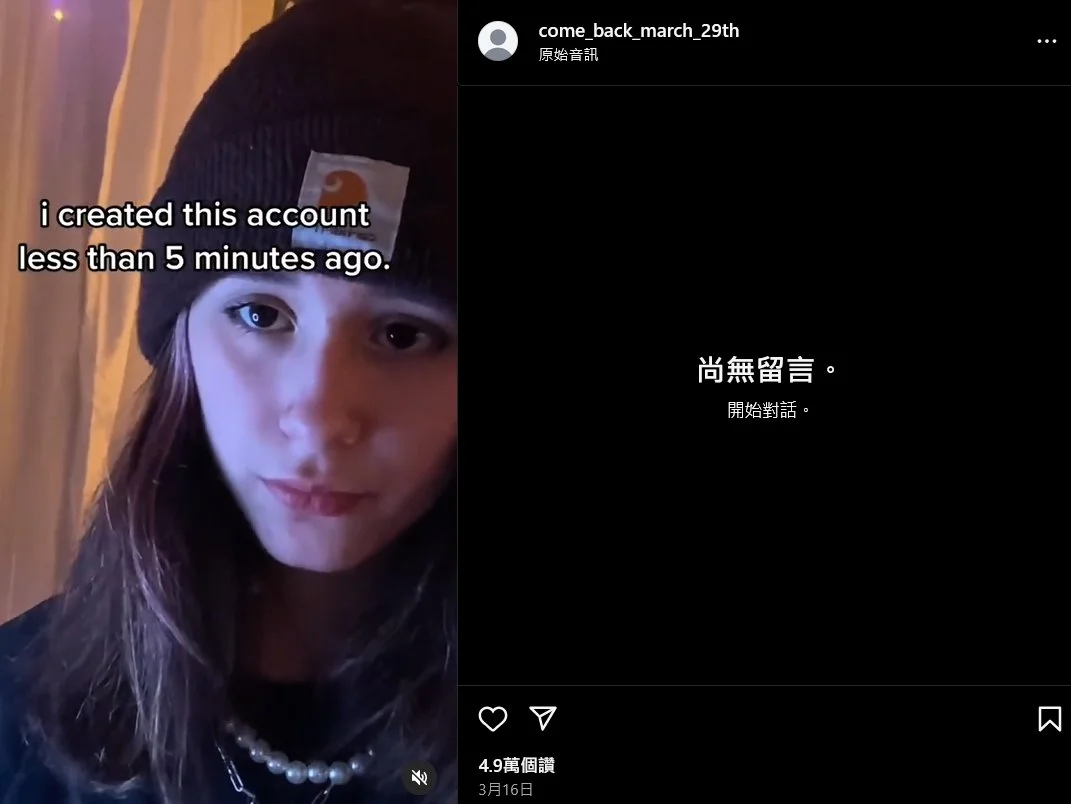 i created this account
less than 5 minutes ago.
come_back_march_29th
原始音訊
尚無留言。
開始對話。
4.9萬個讚
3月16日